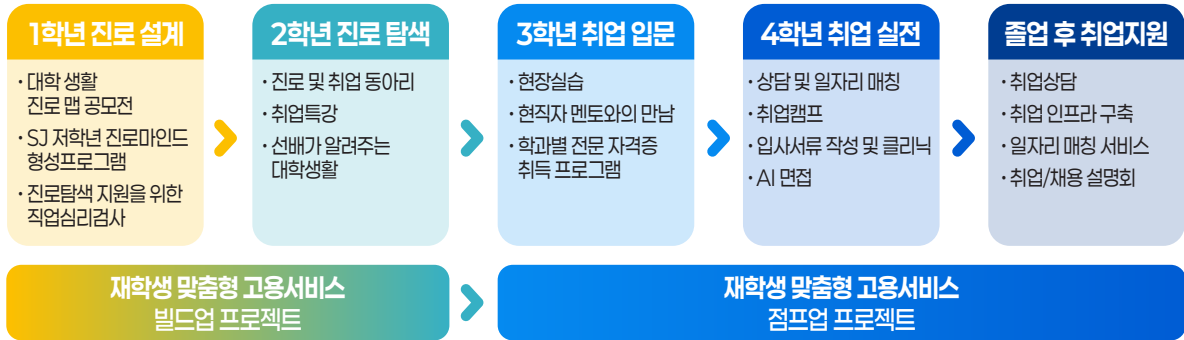 1학년 진로 설계
· 대학 생활
진로 맵 공모전
· SJ 저학년 진로마인드
형성프로그램
· 진로탐색 지원을 위한
직업심리검사
2학년 진로 탐색
· 진로 및 취업 동아리
· 취업특강
· 선배가 알려주는
대학생활
3학년 취업 입문
· 현장실습
· 현직자 멘토와의 만남
· 학과별 전문 자격증
취득 프로그램
4학년 취업 실전
· 상담 및 일자리 매칭
· 취업캠프
· 입사서류 작성 및 클리닉
· AI 면접
졸업 후 취업지원
· 취업상담
· 취업 인프라 구축
· 일자리 매칭 서비스
· 취업/채용 설명회
재학생 맞춤형 고용서비스
빌드업 프로젝트
재학생 맞춤형 고용서비스
점프업 프로젝트